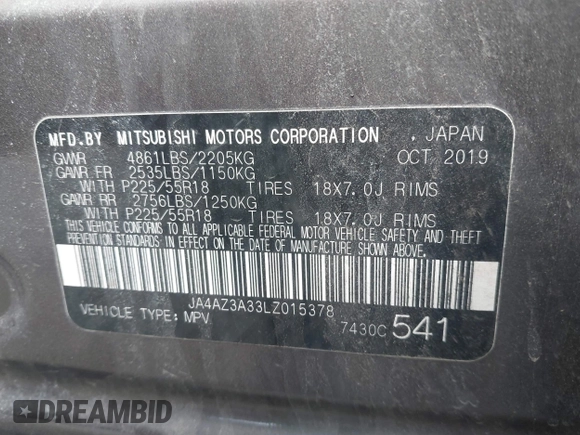 MFD.BY MITSUBISHI MOTORS CORPORATION . JAPAN
GVWR 4861LBS/2205KG OCT 2019
GAWR FR 2535LBS/1150KG
WITH P225/55R18 TIRES 18X7.0J RIMS
GAWR RR 2756LBS/1250KG
WITH P225/55R18 TIRES 18X7.0J RIMS
THIS VEHICLE CONFORMS TO ALL APPLICABLE FEDERAL MOTOR VEHICLE SAFETY AND THEFT
PREVENTION STANDARDS IN EFFECT ON THE DATE OF MANUFACTURE SHOWN ABOVE.
JA4AZ3A33LZ015378
VEHICLE TYPE: MPV 7430C 541
DREAMBID